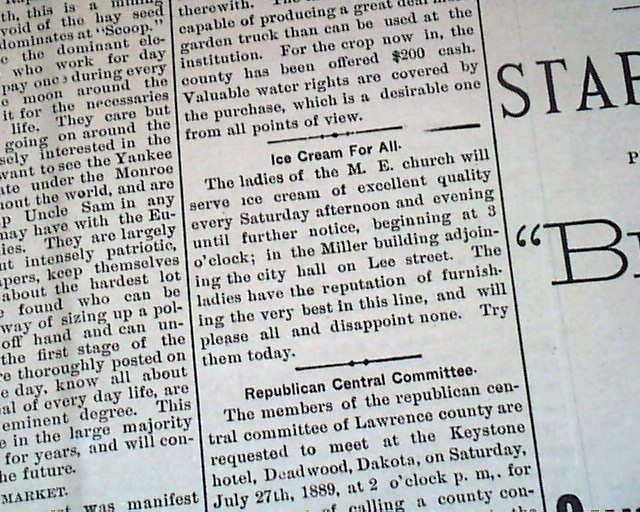 th, this is a mining
void of the hay seed
dominates at "Scoop."
the dominant ele-
who work for day
pay once during every
moon around the
it for the necessaries
life. They care but
going on around the
interested in the
want to see the Yankee
under the Monroe
the world, and are
Uncle Sam in any
may have with the Eu-
They are largely
intensely patriotic,
keep themselves
about the hardest lot
found who can be
way of sizing up a pol-
off hand and can un-
the first stage of the
thoroughly posted on
day, know all about
of every day life, are
eminent degree. This
in the large majority
for years, and will con-
the future.
MARKET.
was manifest
therewith.
capable of producing a great deal
garden truck than can be used at the
institution. For the crop now in, the
county has been offered $200 cash.
Valuable water rights are covered by
the purchase, which is a desirable one
from all points of view.
Ice Cream For All.
The ladies of the M. E. church will
serve ice cream of excellent quality
every Saturday afternoon and evening
until further notice, beginning at 3
o'clock; in the Miller building adjoin-
ing the city hall on Lee street. The
ladies have the reputation of furnish-
ing the very best in this line, and will
please all and disappoint none. Try
them today.
Republican Central Committee.
The members of the republican cen-
tral committee of Lawrence county are
requested to meet at the Keystone
hotel, Deadwood, Dakota, on Saturday,
July 27th, 1889, at 2 o'clock p. m,. for
of calling a county con-
the
STAR
P
"B